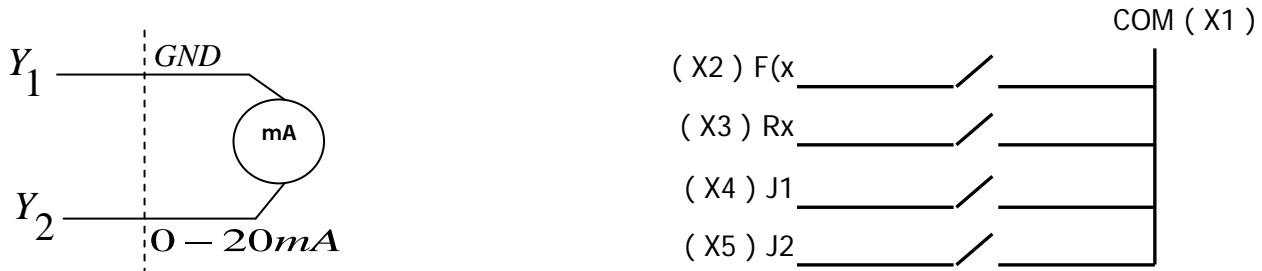 Y1 GND
mA
Y2 0 – 20mA
COM ( X1 )
( X2 ) F(x
( X3 ) Rx
( X4 ) J1
( X5 ) J2